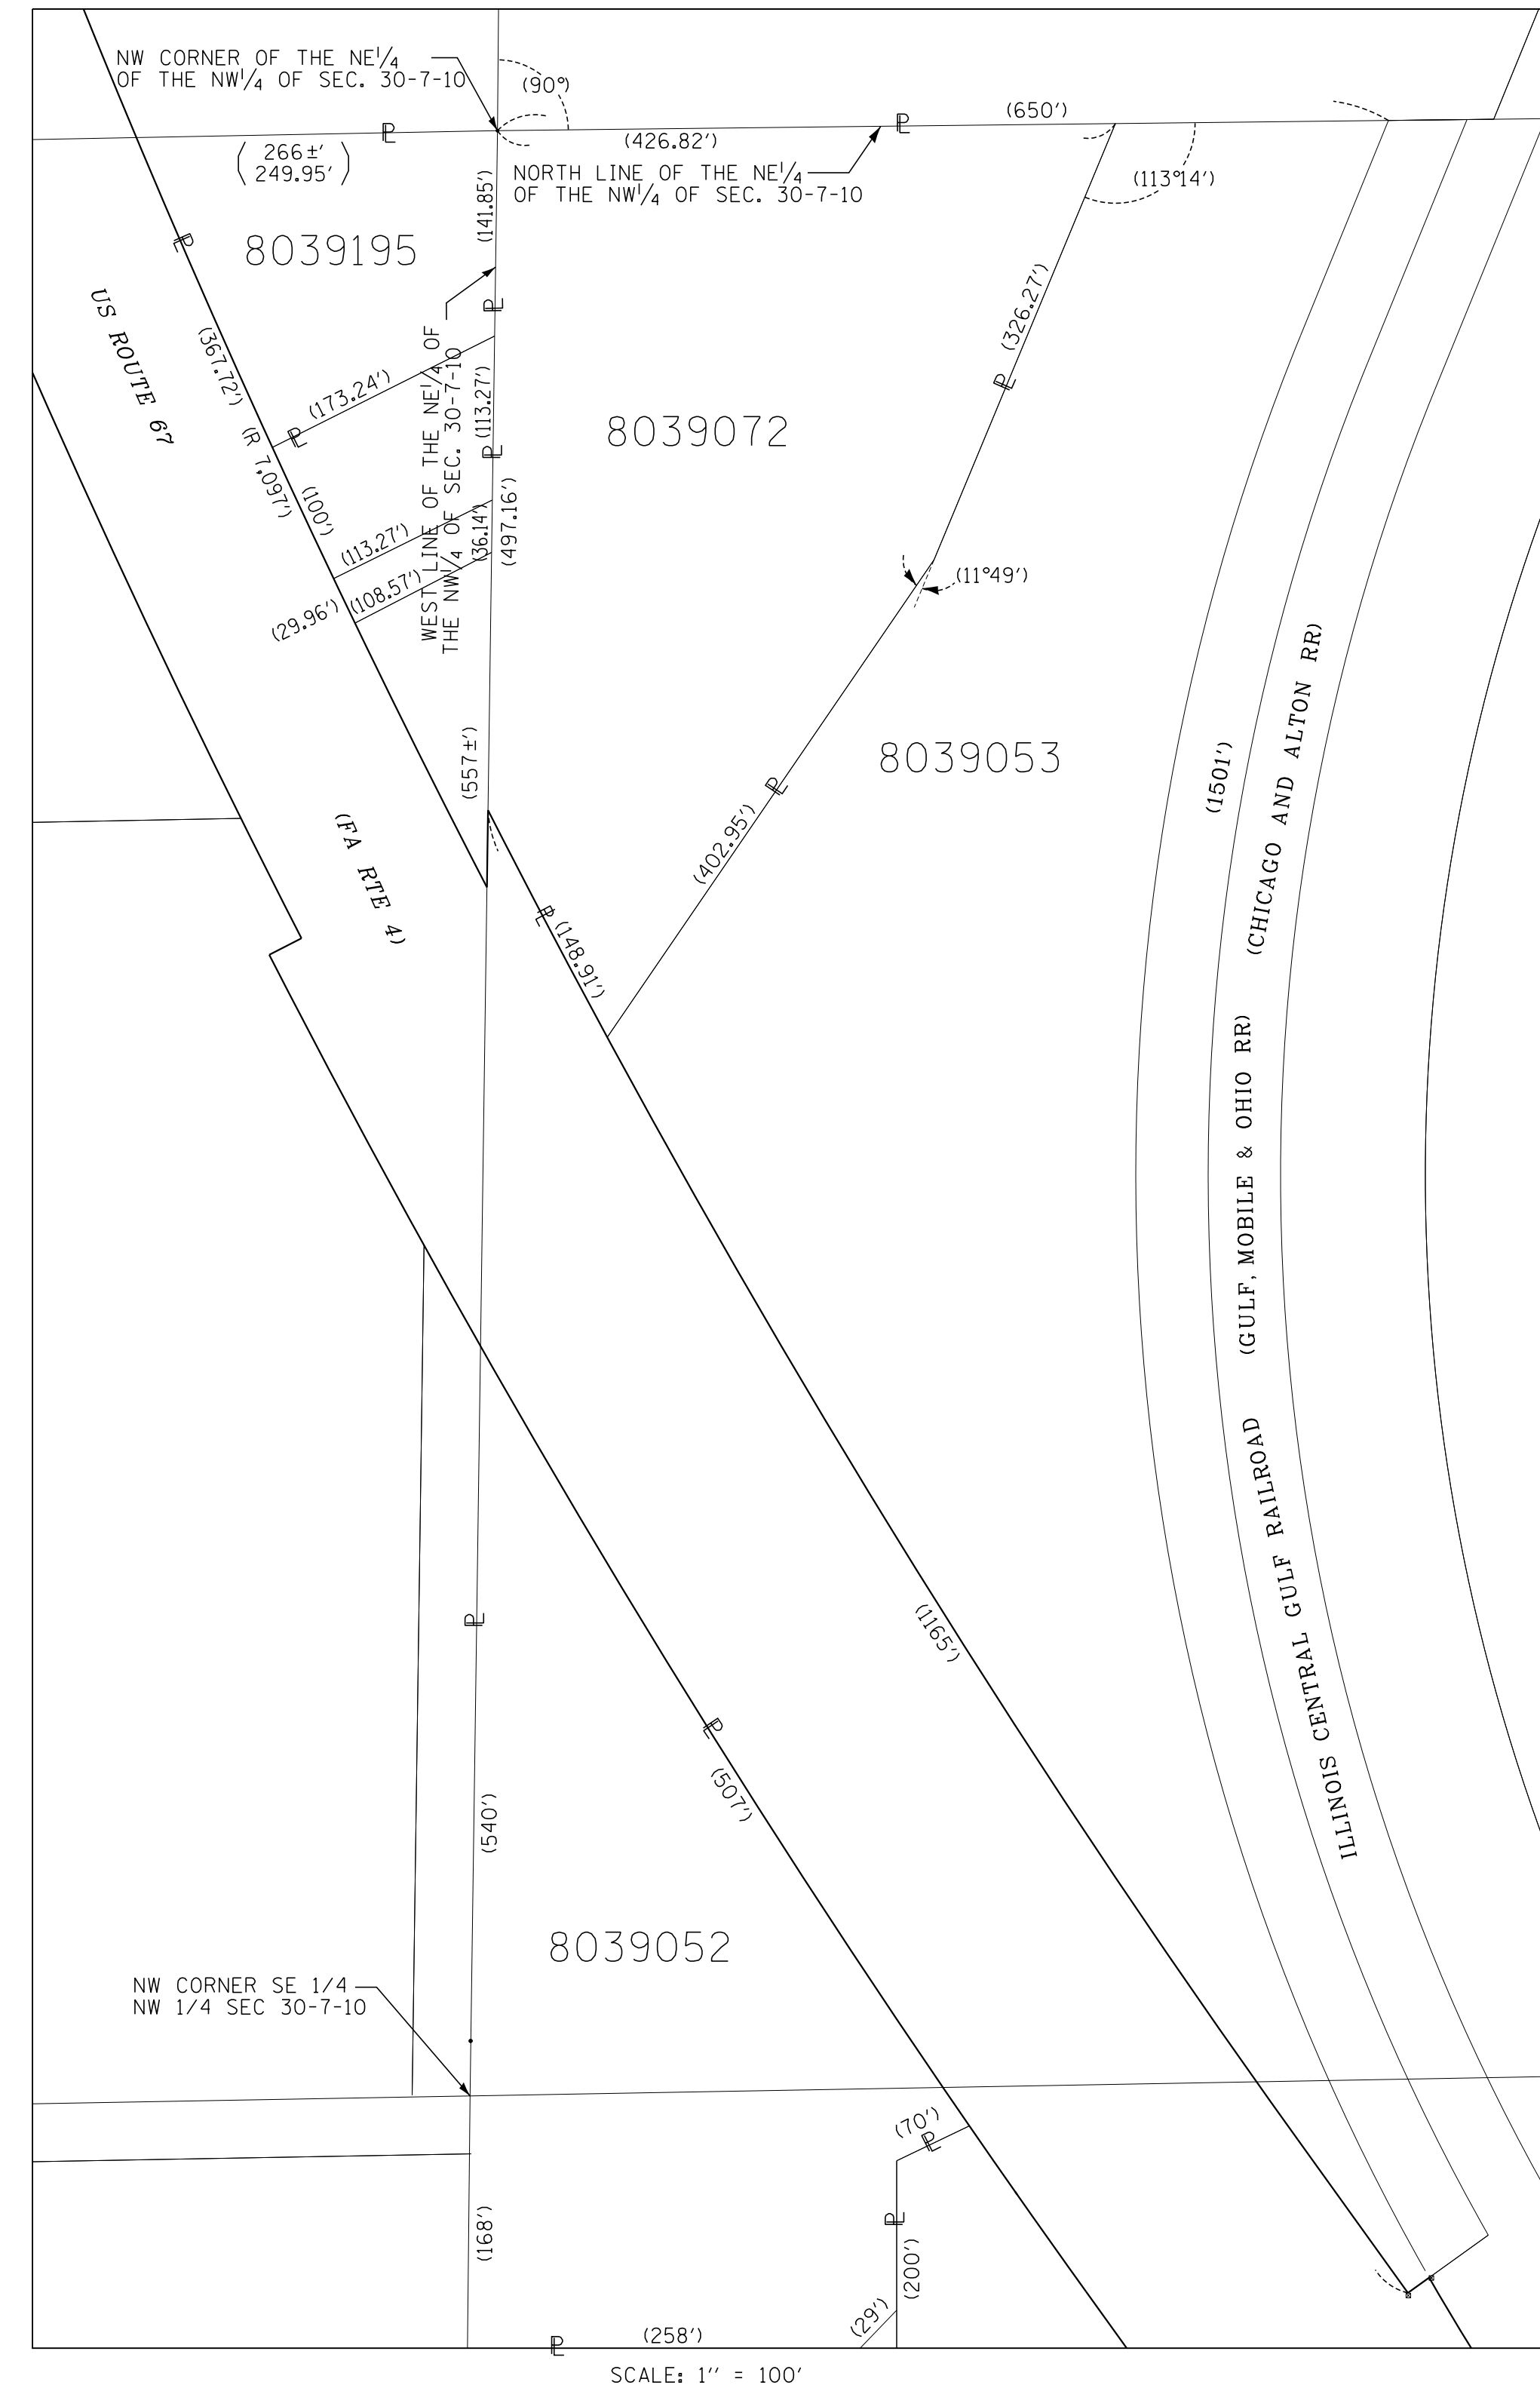 NW CORNER OF THE NE1/4
OF THE NW1/4 OF SEC. 30-7-10
(90°)
(650')
(426.82')
(266±'
249.95')
NORTH LINE OF THE NE1/4
OF THE NW1/4 OF SEC. 30-7-10
(113°14')
(141.85')
8039195
US ROUTE 67
(367.72')
(R 7,097')
(173.24')
(100')
WEST LINE OF THE NE1/4 OF
THE NW1/4 OF SEC. 30-7-10
(113.27')
(326.27')
8039072
(36.14')
(497.16')
(113.27')
(108.57')
(29.96')
(11°49')
(557±')
8039053
(402.95')
(1501')
(CHICAGO AND ALTON RR)
(FA RTE 4)
(148.91')
(GULF, MOBILE & OHIO RR)
ILLINOIS CENTRAL GULF RAILROAD
(1165')
(507')
(540')
8039052
NW CORNER SE 1/4
NW 1/4 SEC 30-7-10
(70')
(168')
(200')
(29')
(258')
SCALE: 1'' = 100'